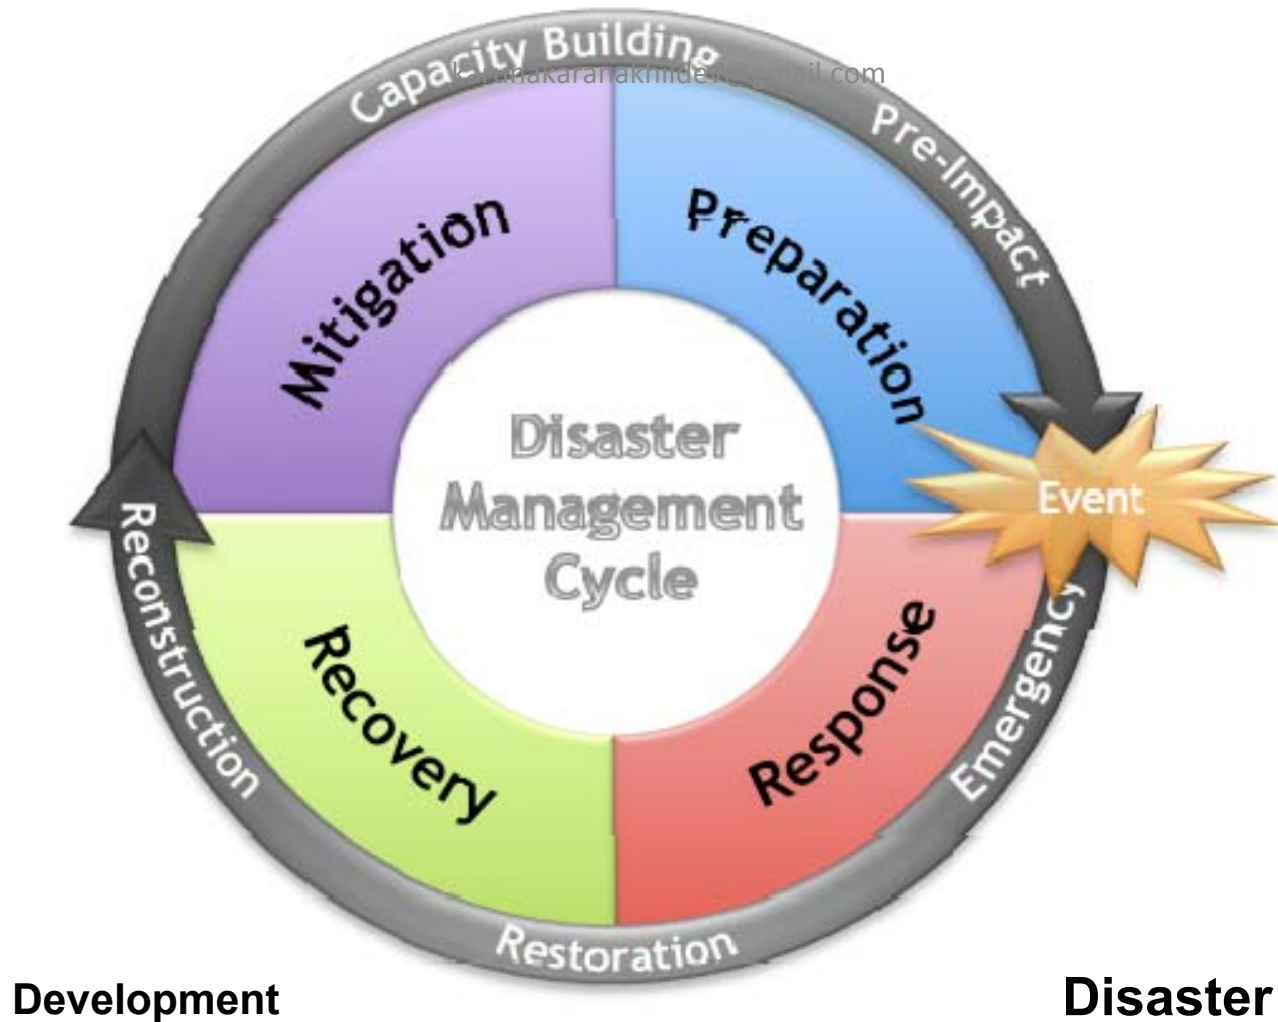 Capacity Building
Pre-Impact
Mitigation
Preparation
Disaster
Management
Cycle
Event
Reconstruction
Recovery
Response
Emergency
Restoration
Development
Disaster